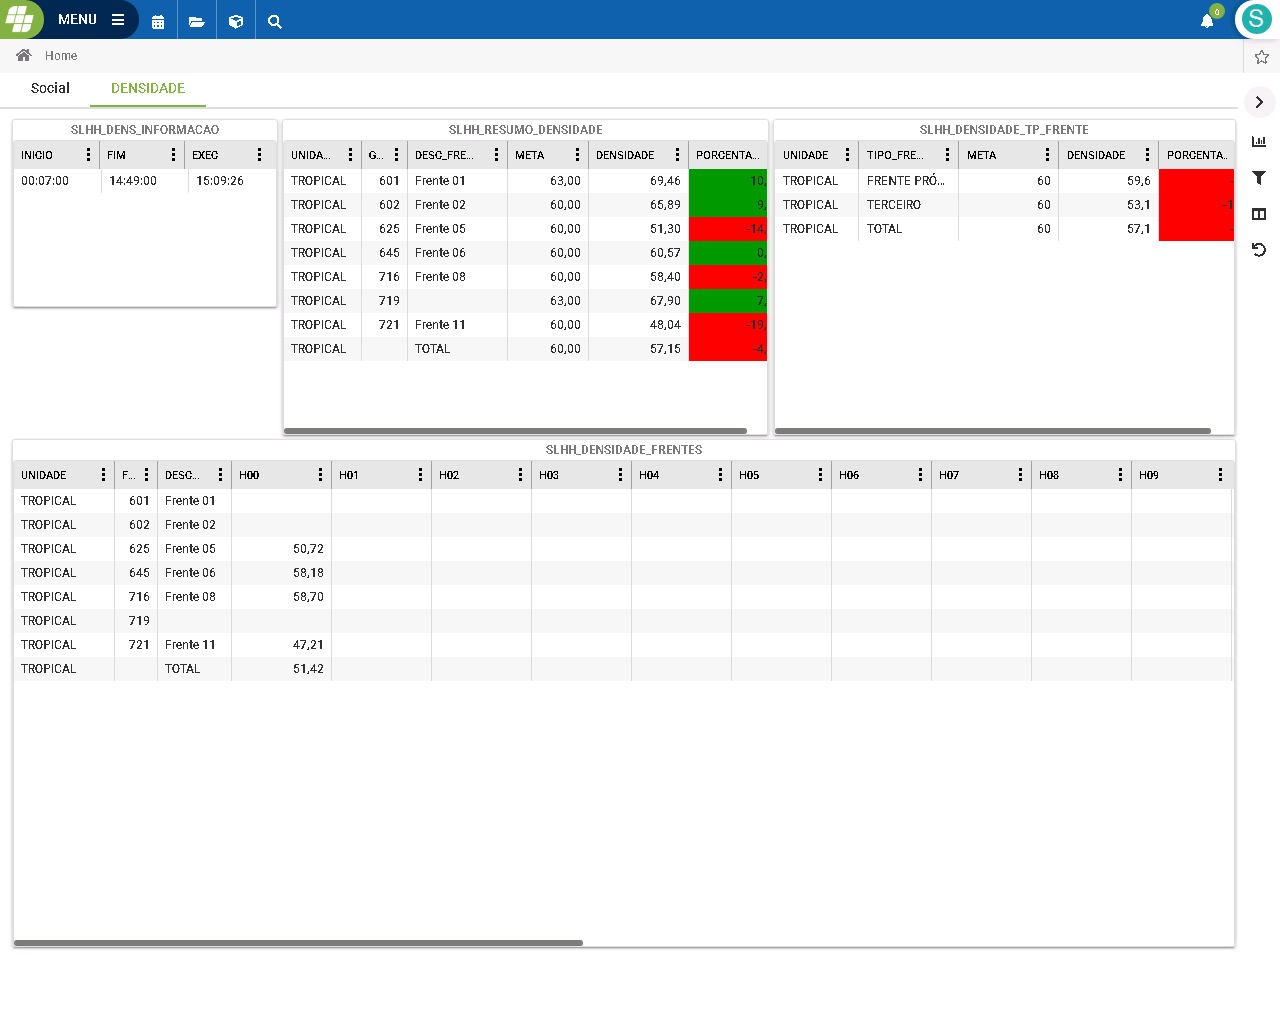 MENU
0
S
Home
Social DENSIDADE
SLHH_DENS_INFORMACAO
INICIO FIM EXEC
00:07:00 14:49:00 15:09:26
SLHH_RESUMO_DENSIDADE
UNIDA... G... DESC_FRE... META DENSIDADE PORCENTA...
TROPICAL 601 Frente 01 63,00 69,46 10,
TROPICAL 602 Frente 02 60,00 65,89 9,
TROPICAL 625 Frente 05 60,00 51,30 -14,
TROPICAL 645 Frente 06 60,00 60,57 0,
TROPICAL 716 Frente 08 60,00 58,40 -2,
TROPICAL 719 63,00 67,90 7,
TROPICAL 721 Frente 11 60,00 48,04 -19,
TROPICAL TOTAL 60,00 57,15 -4
SLHH_DENSIDADE_TP_FRENTE
UNIDADE TIPO_FRE... META DENSIDADE PORCENTA..
TROPICAL FRENTE PRÓ... 60 59,6
TROPICAL TERCEIRO 60 53,1 -1
TROPICAL TOTAL 60 57,1
SLHH_DENSIDADE_FRENTES
UNIDADE F... DESC... H00 H01 H02 H03 H04 H05 H06 H07 H08 H09
TROPICAL 601 Frente 01
TROPICAL 602 Frente 02
TROPICAL 625 Frente 05 50,72
TROPICAL 645 Frente 06 58,18
TROPICAL 716 Frente 08 58,70
TROPICAL 719
TROPICAL 721 Frente 11 47,21
TROPICAL TOTAL 51,42